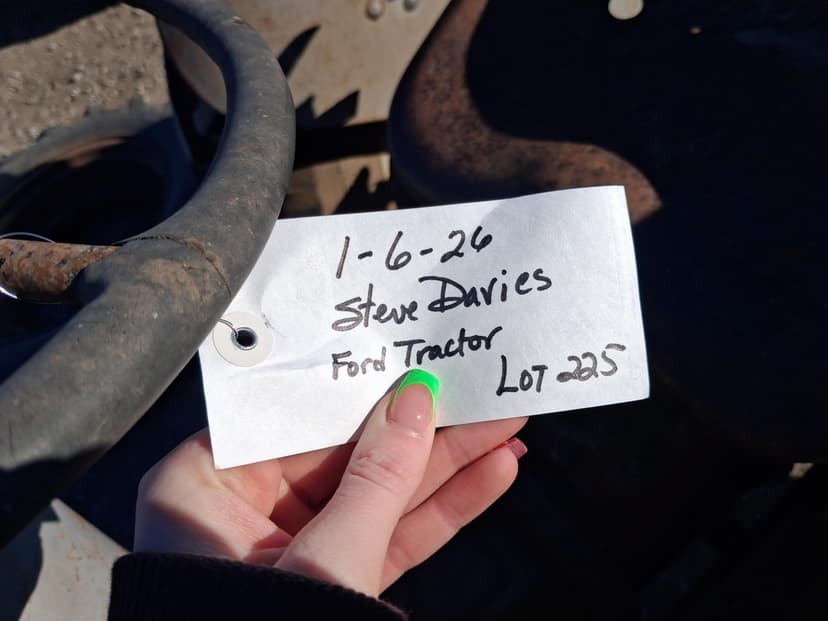 1-6-26
Steve Davies
Ford Tractor
LOT 225